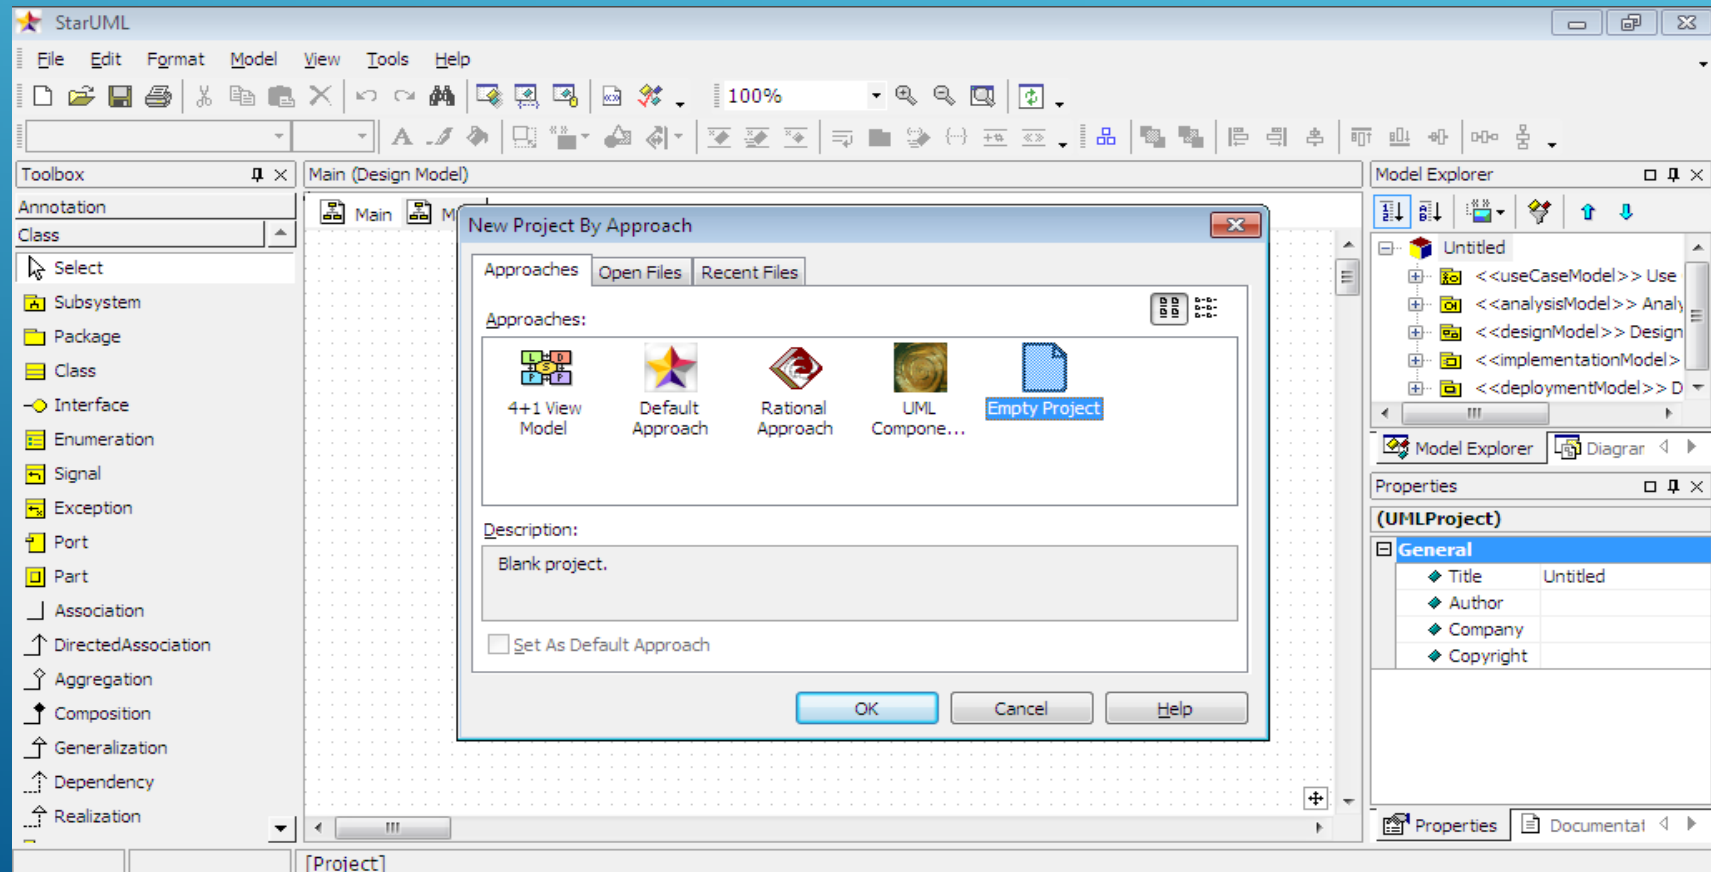 StarUML
File Edit Format Model View Tools Help
100%
Toolbox
Annotation
Class
Select
Subsystem
Package
Class
Interface
Enumeration
Signal
Exception
Port
Part
Association
DirectedAssociation
Aggregation
Composition
Generalization
Dependency
Realization
Main (Design Model)
Main
New Project By Approach
Approaches Open Files Recent Files
Approaches:
4+1 View Model
Default Approach
Rational Approach
UML Compone...
Empty Project
Description:
Blank project.
Set As Default Approach
OK Cancel Help
Model Explorer
Untitled
<<useCaseModel>> Use
<<analysisModel>> Analy
<<designModel>> Design
<<implementationModel>
<<deploymentModel>> D
Model Explorer Diagrar
Properties
(UMLProject)
General
Title Untitled
Author
Company
Copyright
Properties Documentat
[Project]